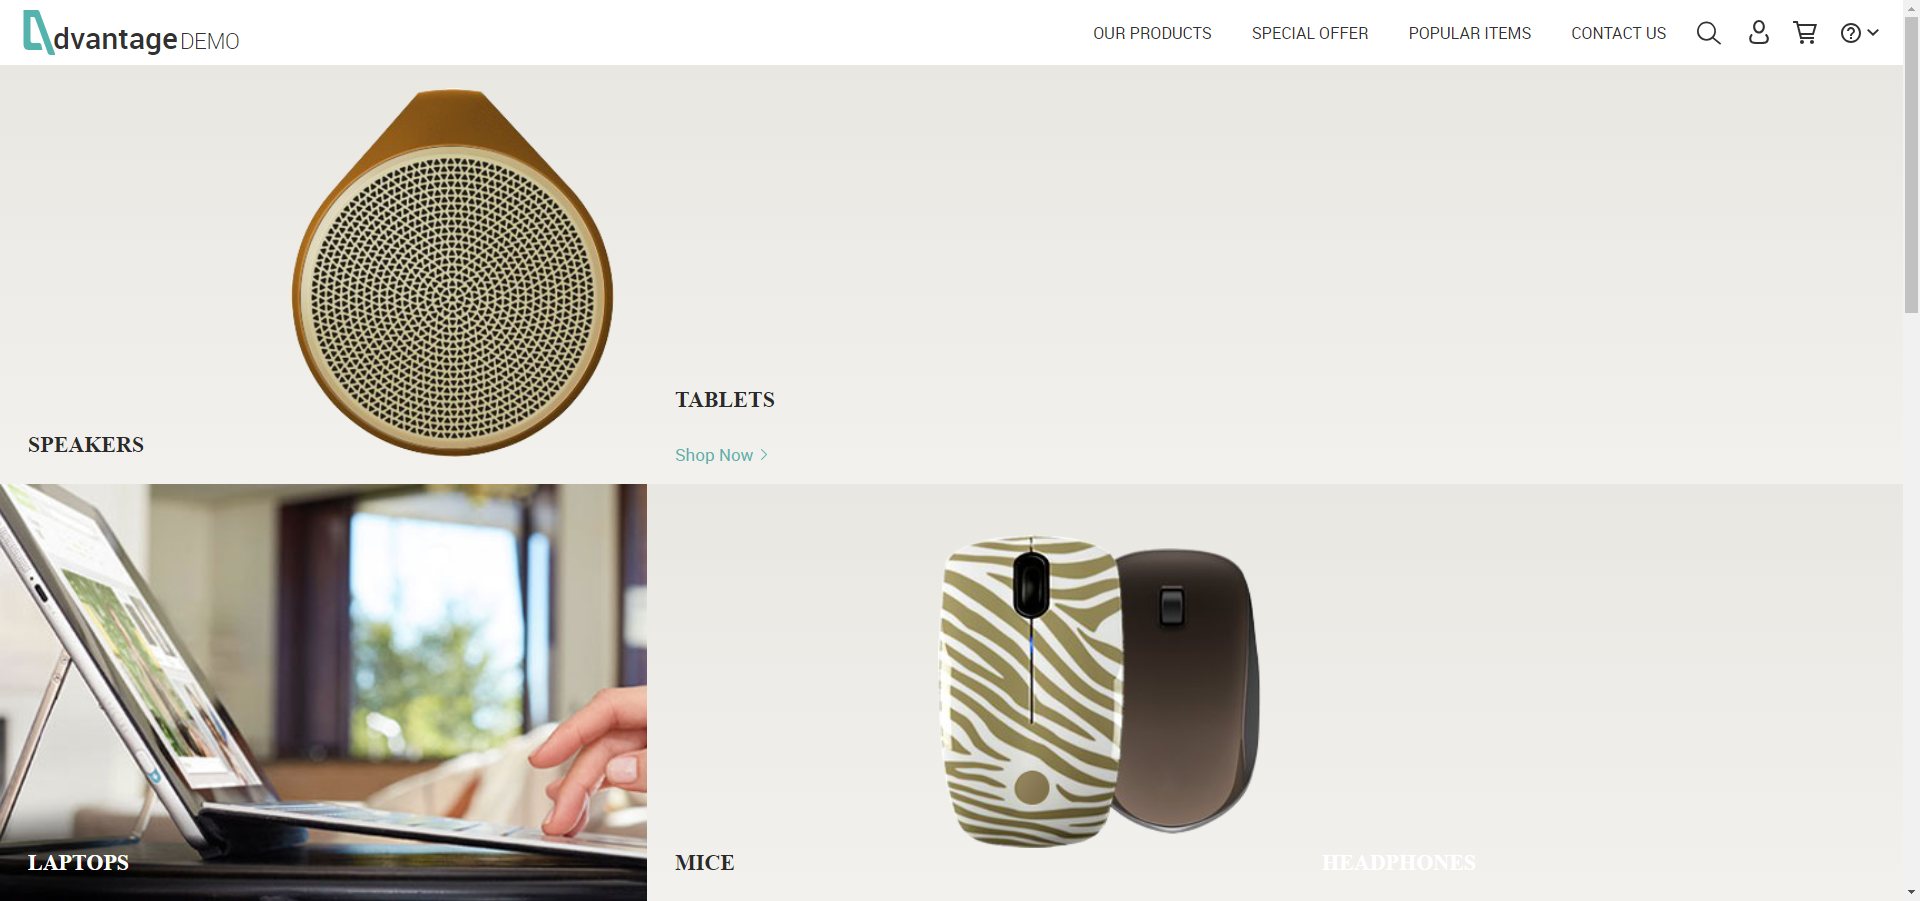 dvantage DEMO
OUR PRODUCTS
SPECIAL OFFER
POPULAR ITEMS
CONTACT US
SPEAKERS
TABLETS
Shop Now
LAPTOPS
MICE
HEADPHONES